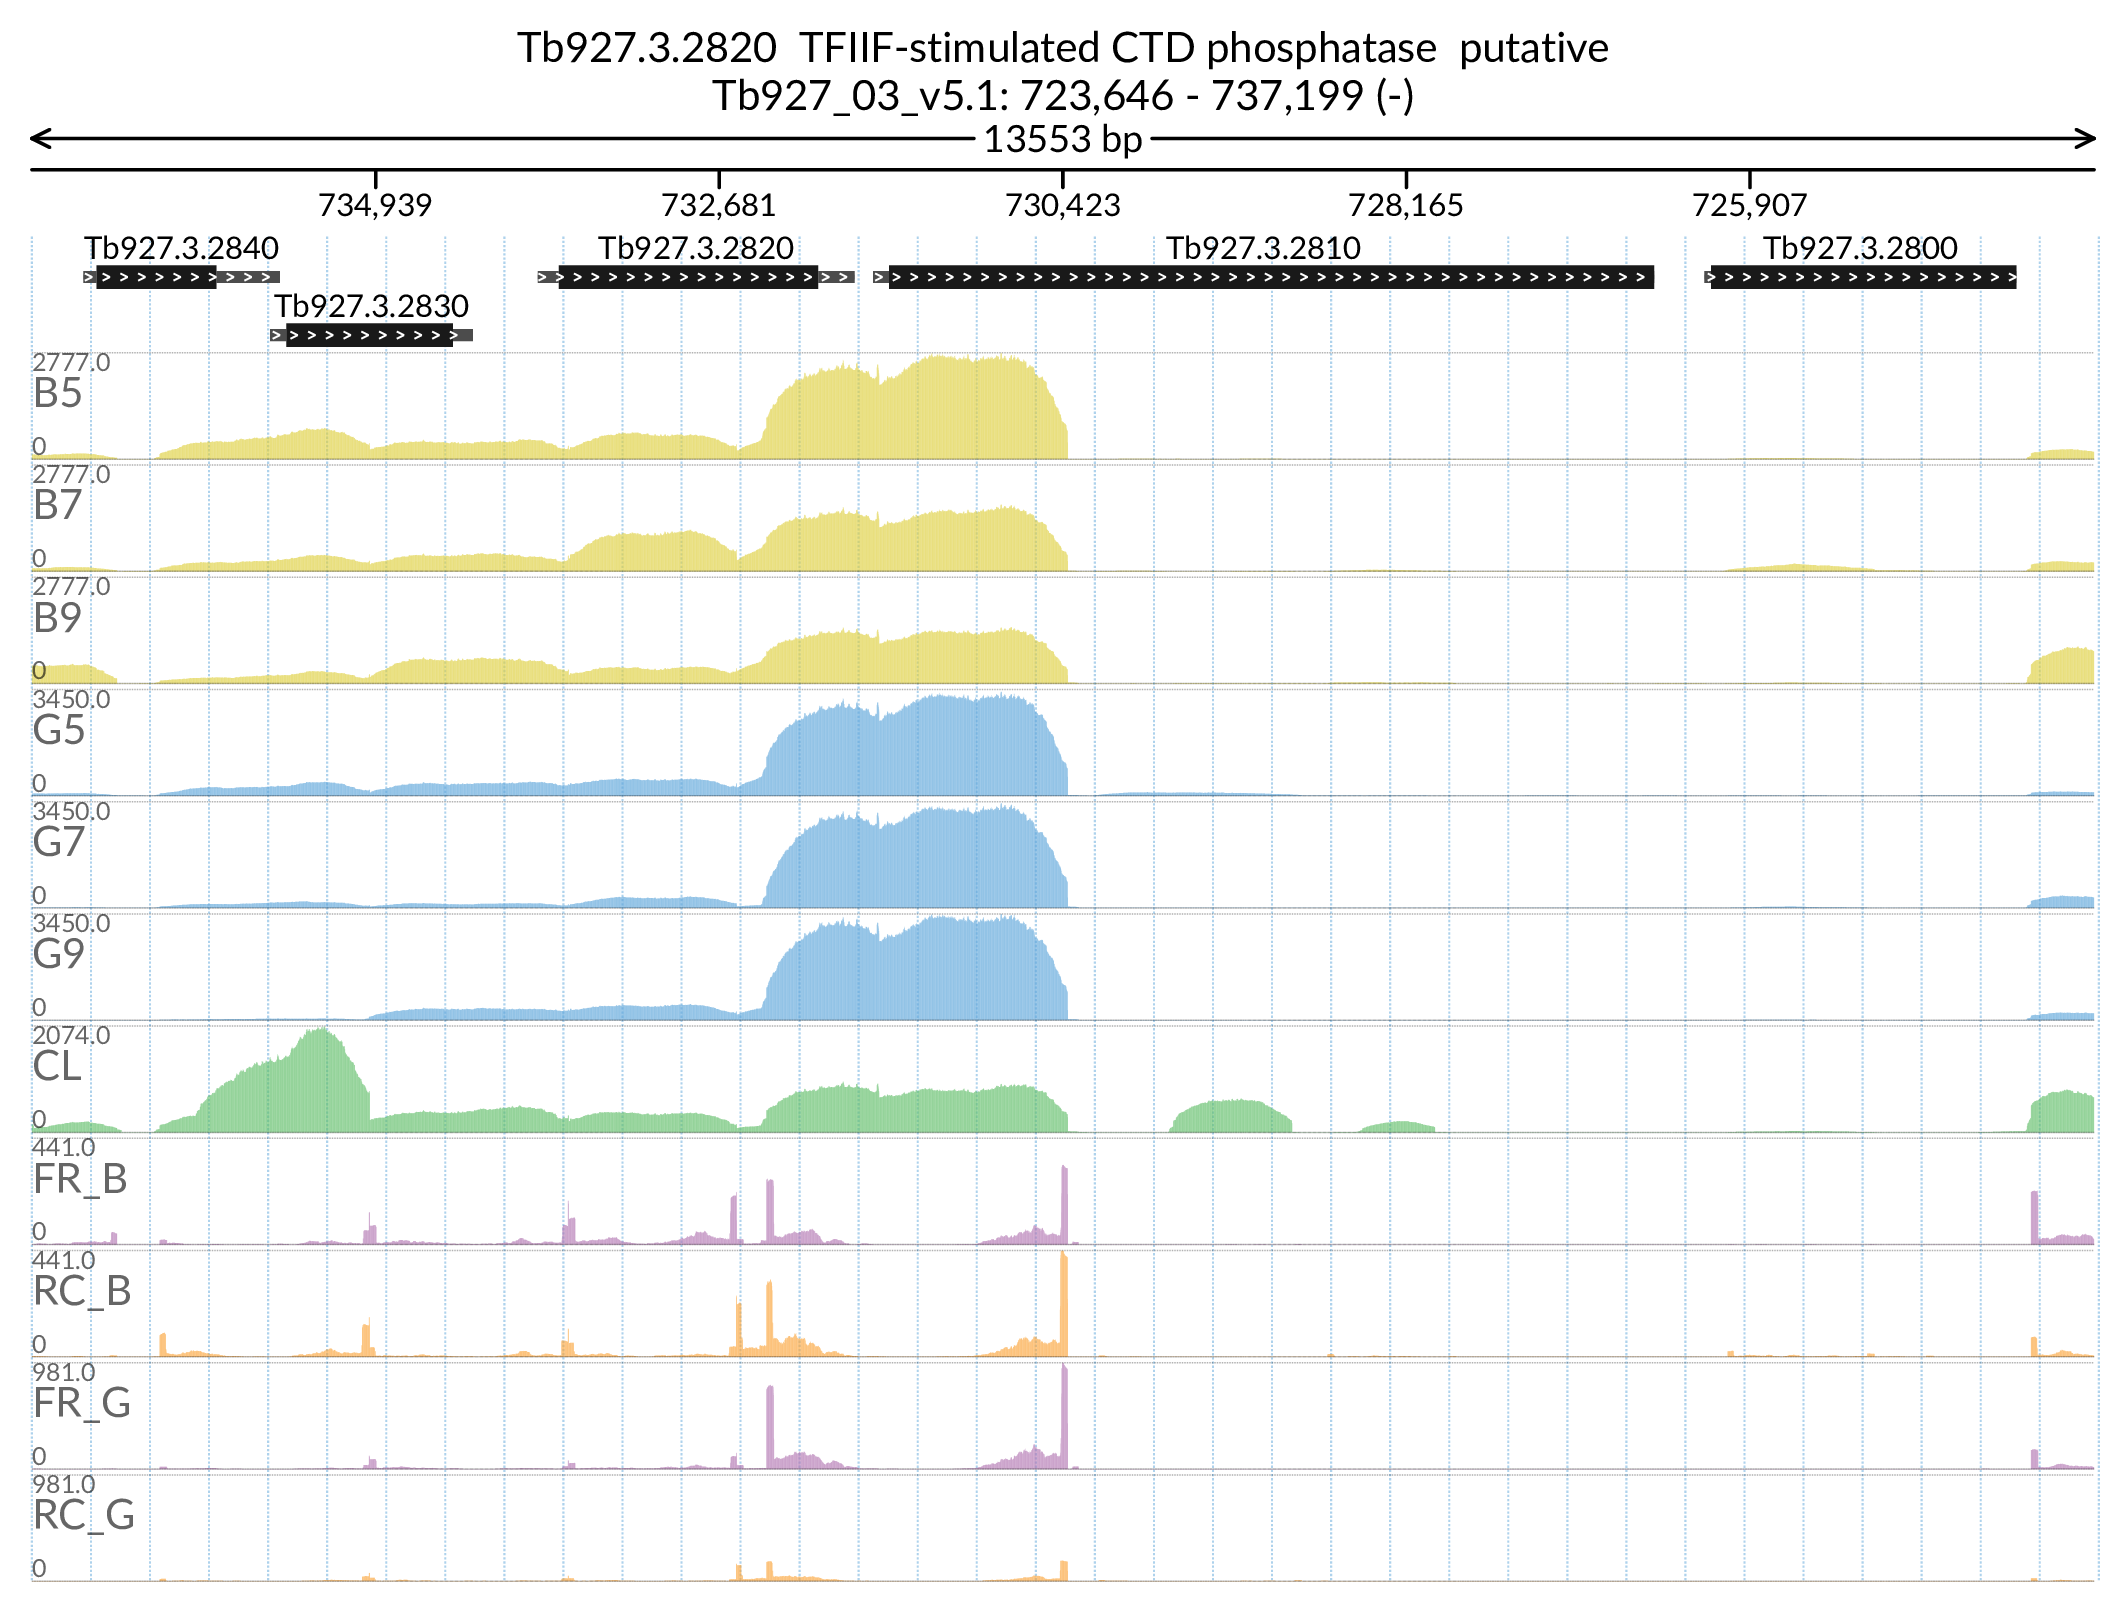 Tb927.3.2820  TFIIF-stimulated CTD phosphatase  putative
Tb927_03_v5.1: 723,646 - 737,199 (-)
13553 bp
734,939 732,681 730,423 728,165 725,907
Tb927.3.2840 Tb927.3.2820 Tb927.3.2810 Tb927.3.2800
Tb927.3.2830
2777.0
B5
0
2777.0
B7
0
2777.0
B9
0
3450.0
G5
0
3450.0
G7
0
3450.0
G9
0
2074.0
CL
0
441.0
FR_B
0
441.0
RC_B
0
981.0
FR_G
0
981.0
RC_G
0